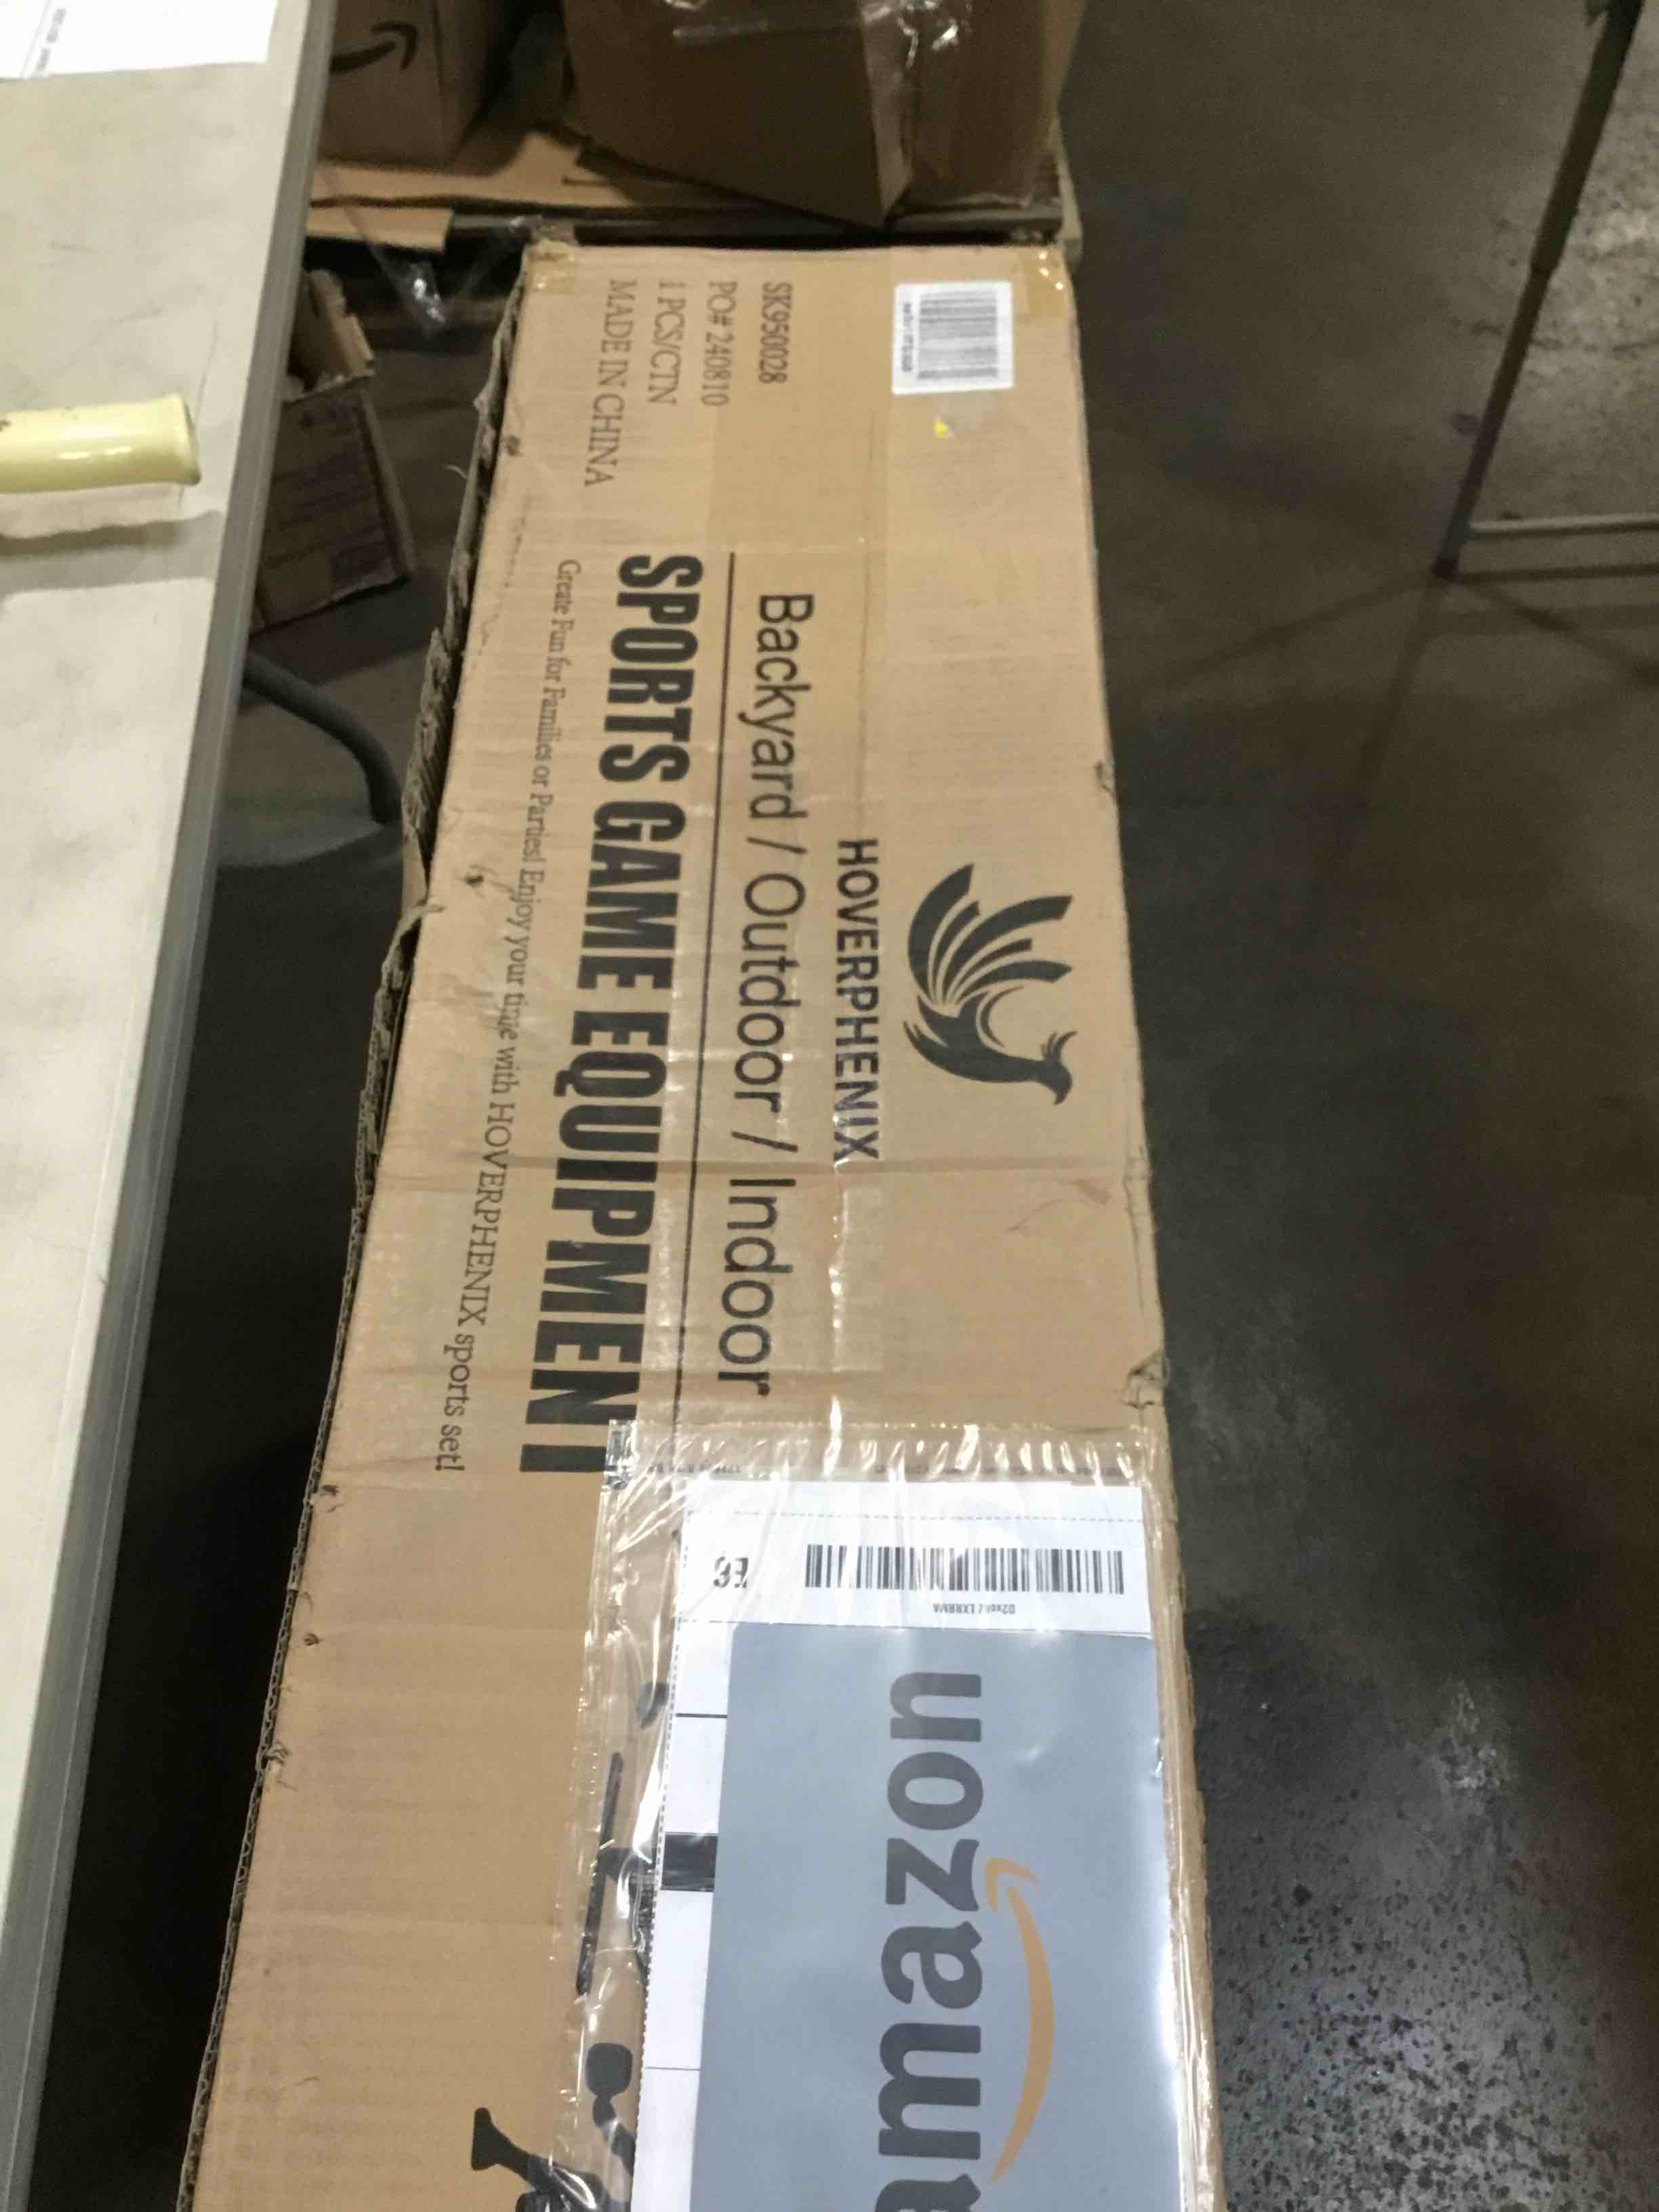 HOVERPHENIX
Backyard / Outdoor / Indoor
SPORTS GAME EQUIPMENT
Greate Fun for Families or Parties! Enjoy your time with HOVERPHENIX sports set!
SK950028
PO# 240810
1 PCS/CTN
MADE IN CHINA
E6
amazon